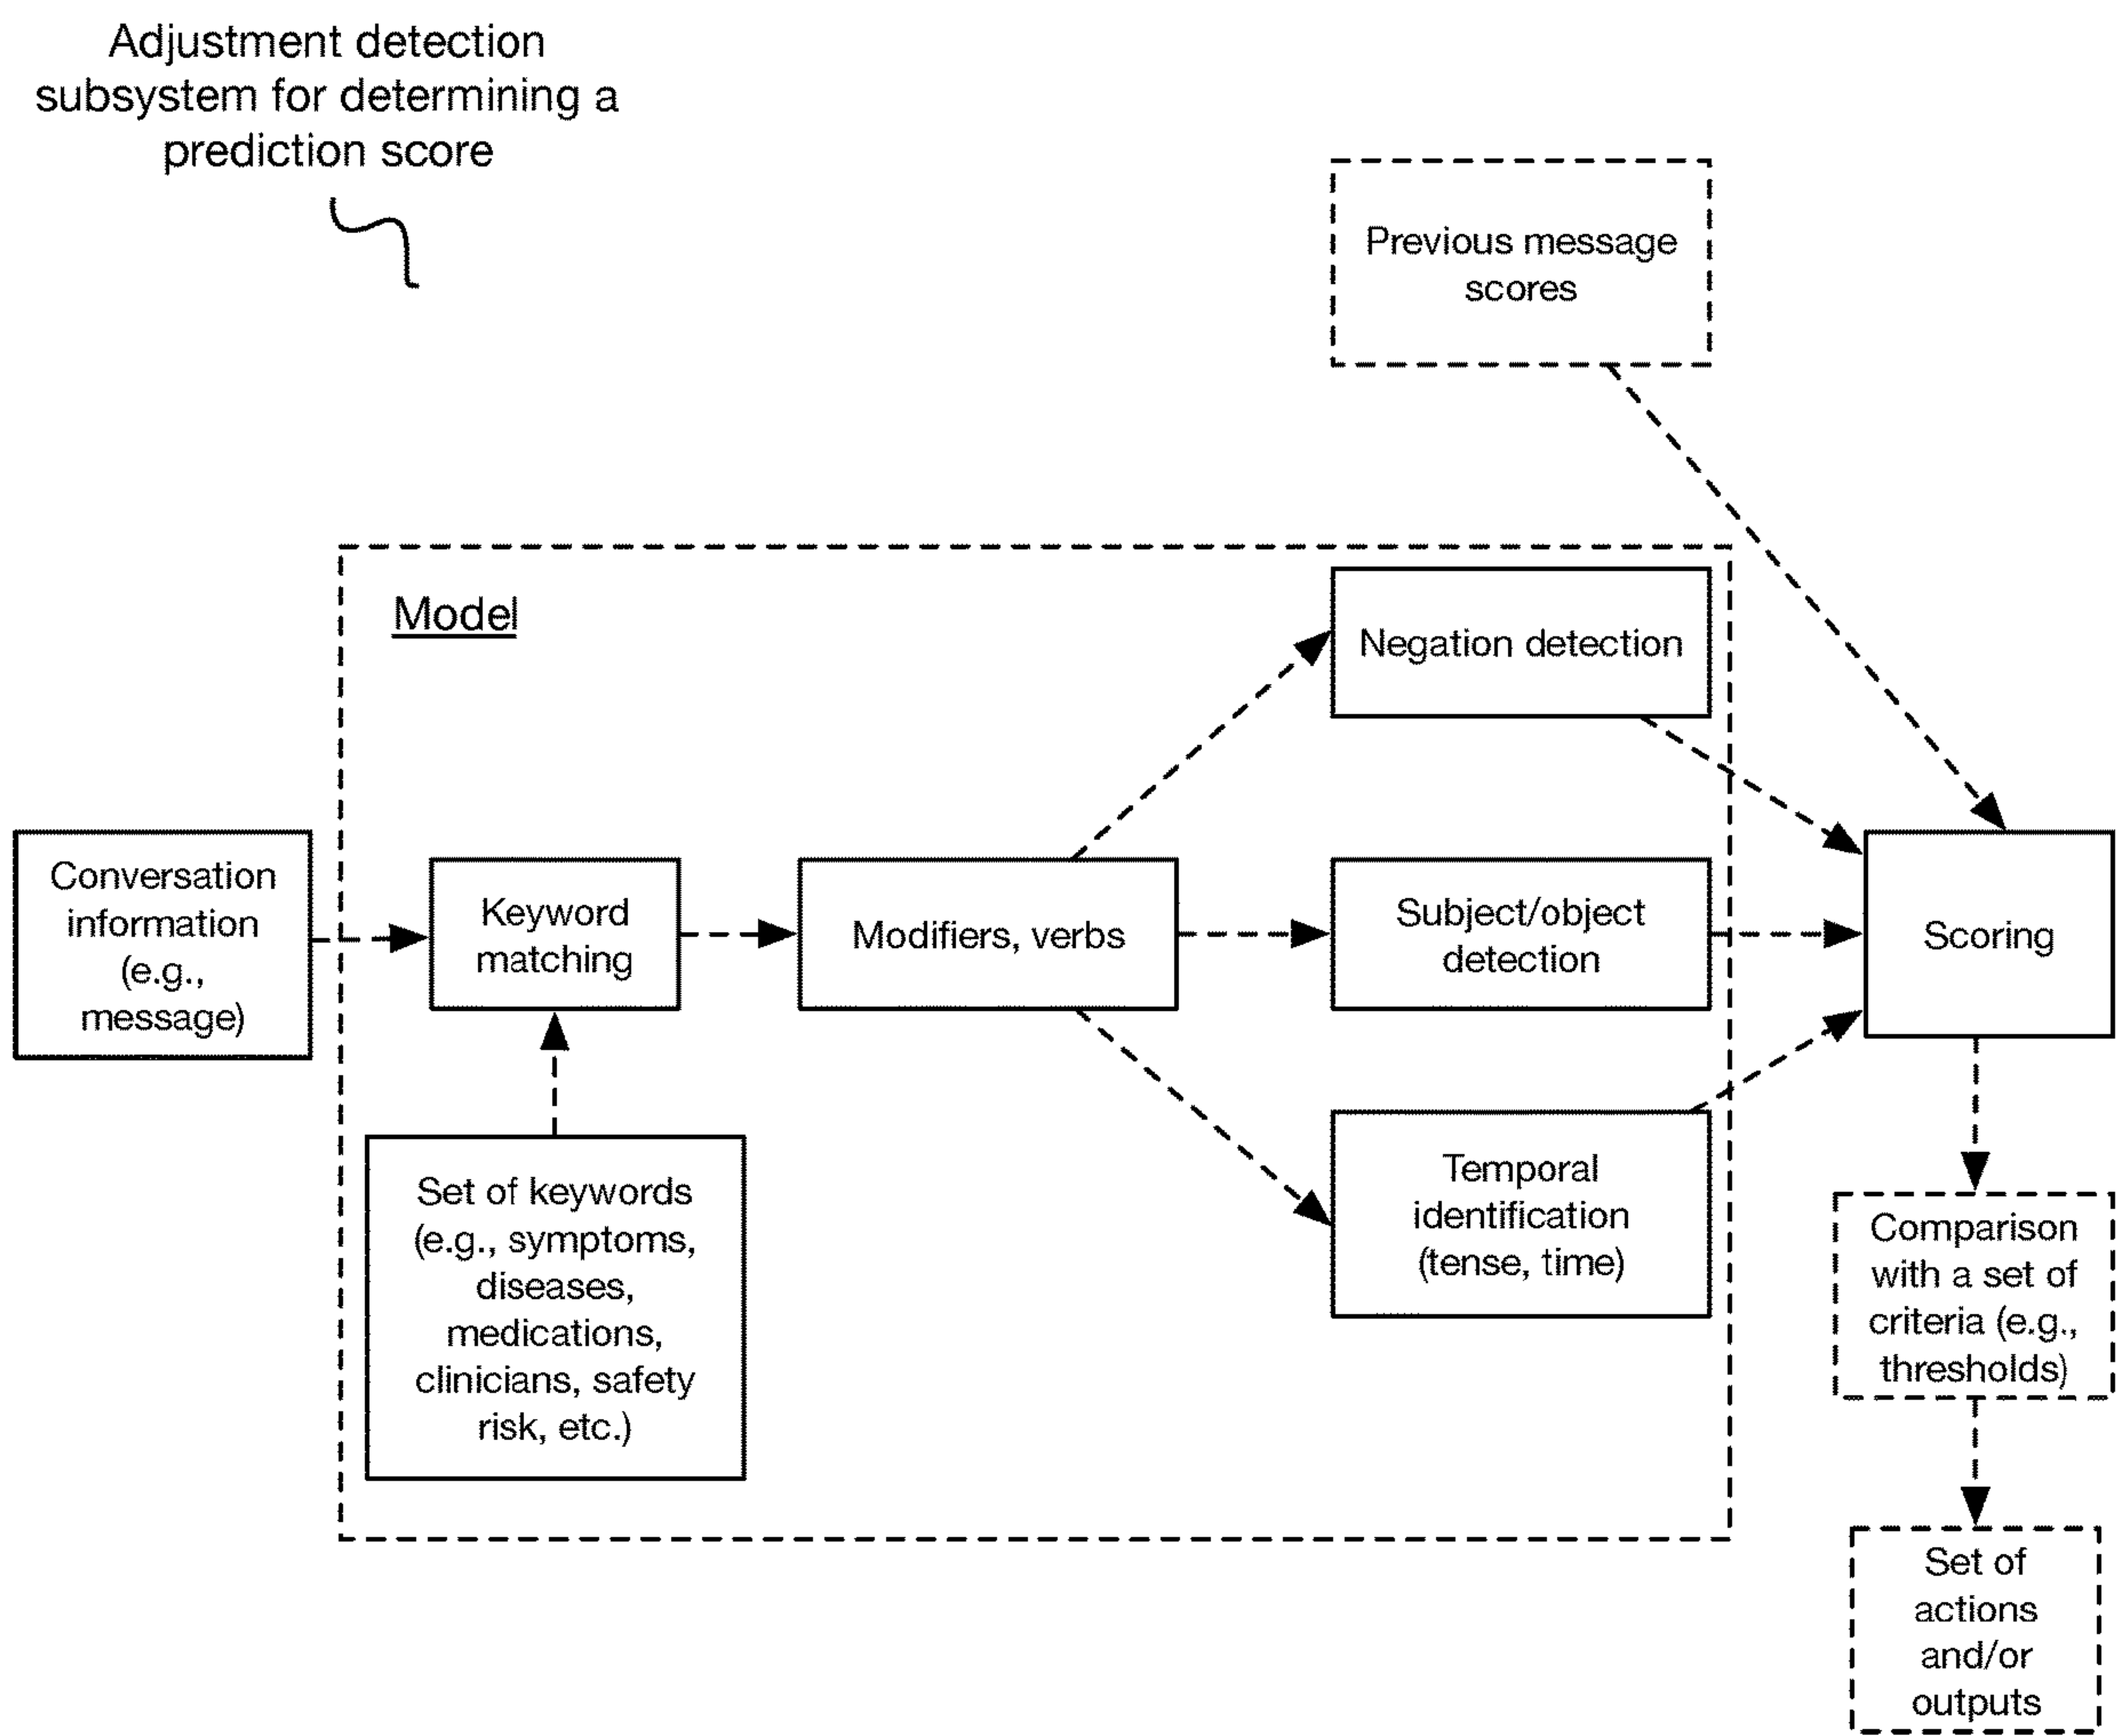 Adjustment detection
subsystem for determining a
prediction score
Previous message
scores
Model
Negation detection
Conversation
information
(e.g.,
message)
Keyword
matching
Modifiers, verbs
Subject/object
detection
Scoring
Set of keywords
(e.g., symptoms,
diseases,
medications,
clinicians, safety
risk, etc.)
Temporal
identification
(tense, time)
Comparison
with a set of
criteria (e.g.,
thresholds)
Set of
actions
and/or
outputs